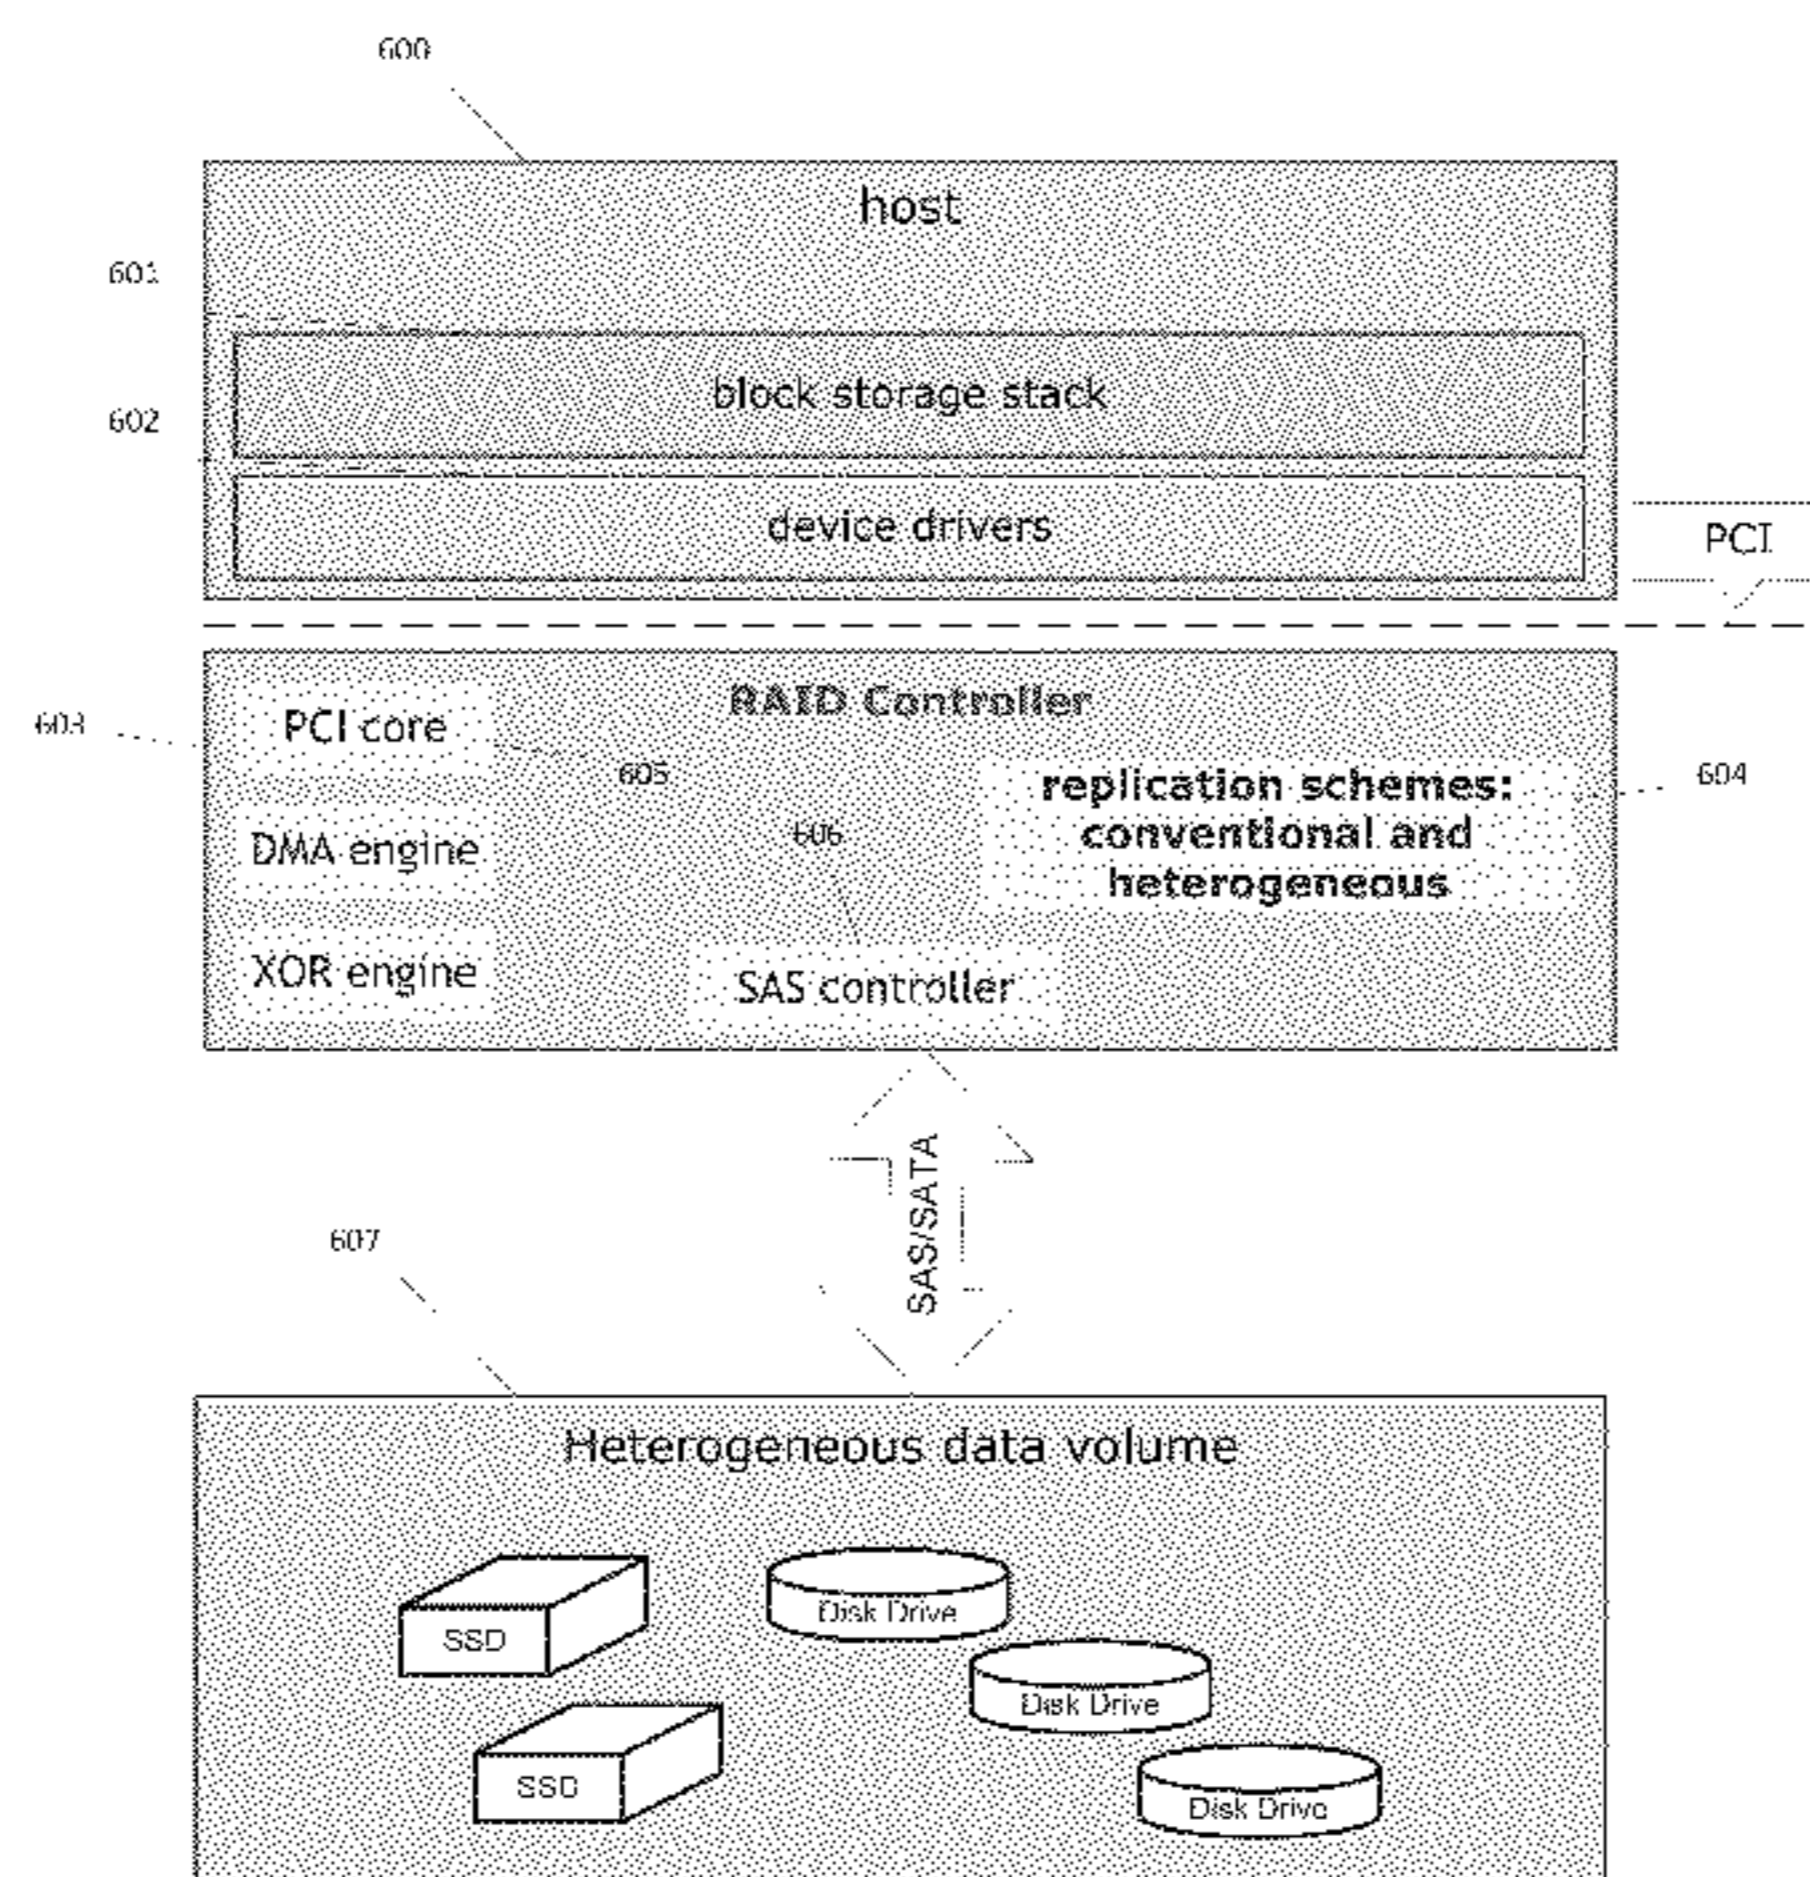 600
host
601
block storage stack
602
device drivers
PCI
603
RAID Controller
PCI core
605
604
replication schemes:
conventional and
heterogeneous
606
DMA engine
XOR engine
SAS controller
SAS/SATA
607
Heterogeneous data volume
SSD
Disk Drive
Disk Drive
SSD
Disk Drive